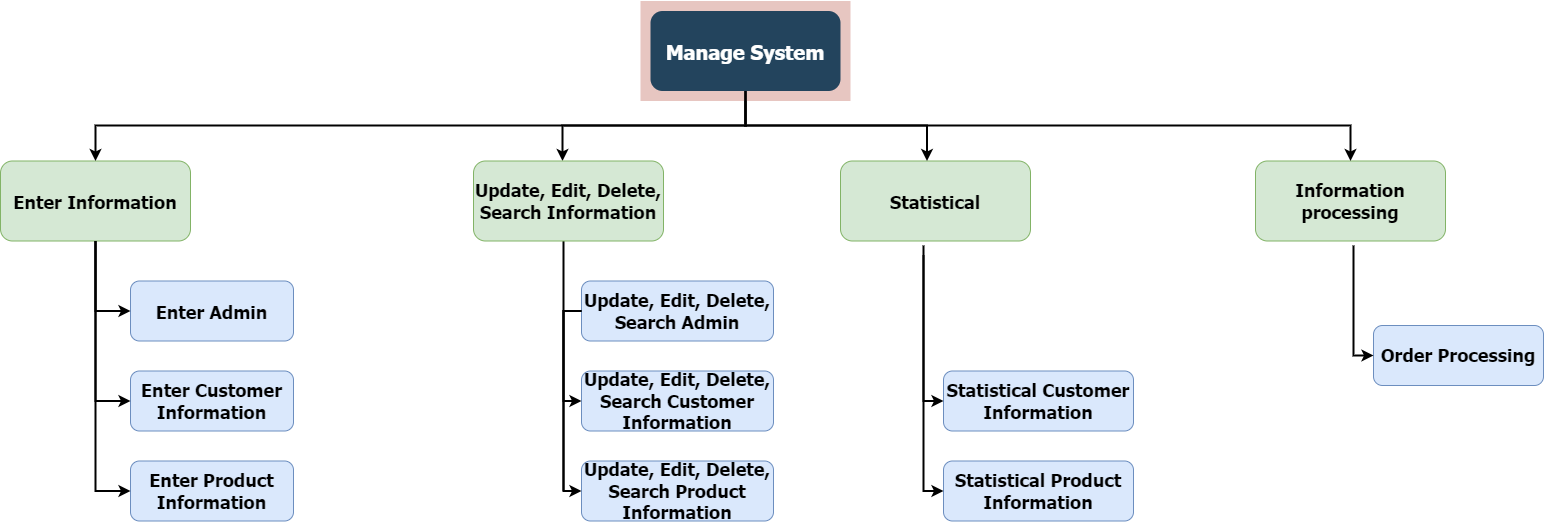 Manage System
Enter Information
Update, Edit, Delete,
Search Information
Statistical
Information
processing
Enter Admin
Enter Customer
Information
Enter Product
Information
Update, Edit, Delete,
Search Admin
Update, Edit, Delete,
Search Customer
Information
Update, Edit, Delete,
Search Product
Information
Statistical Customer
Information
Statistical Product
Information
Order Processing